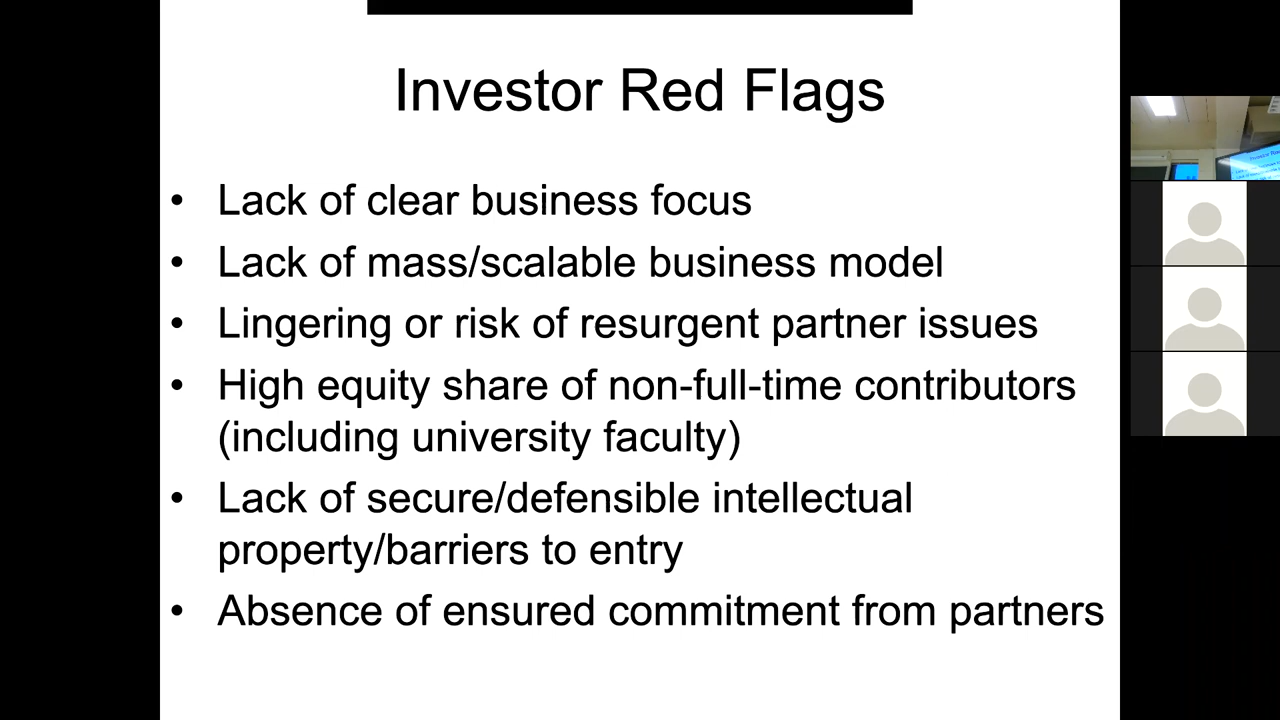 Investor Red Flags
• Lack of clear business focus
• Lack of mass/scalable business model
• Lingering or risk of resurgent partner issues
• High equity share of non-full-time contributors
(including university faculty)
• Lack of secure/defensible intellectual
property/barriers to entry
• Absence of ensured commitment from partners